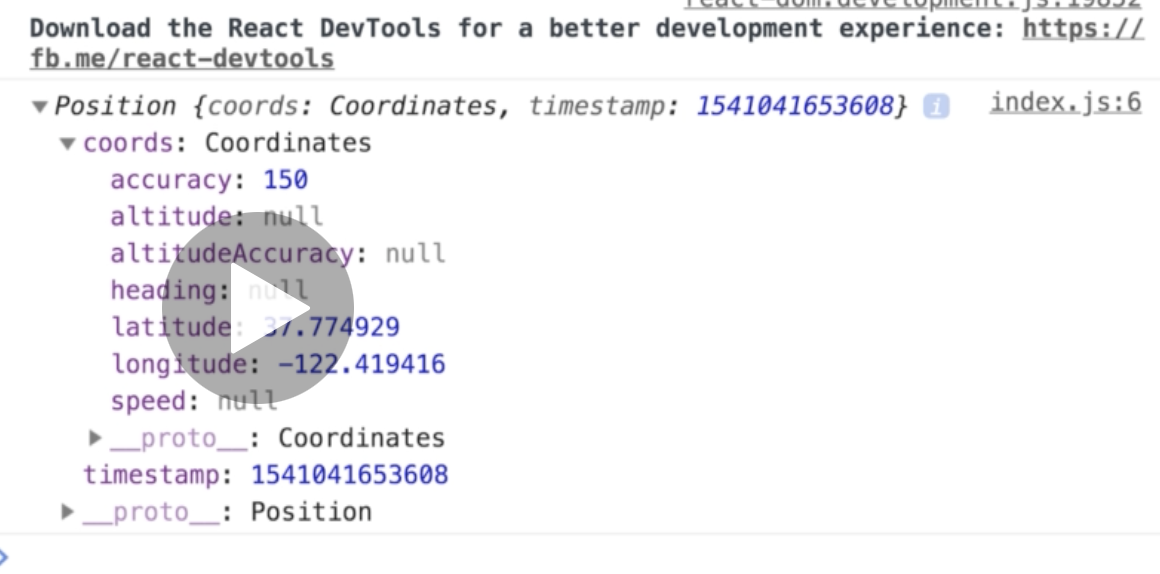 react-dom.development.js:19852
Download the React DevTools for a better development experience: https://
fb.me/react-devtools
Position {coords: Coordinates, timestamp: 1541041653608} i index.js:6
coords: Coordinates
accuracy: 150
altitude: null
altitudeAccuracy: null
heading: null
latitude: 37.774929
longitude: -122.419416
speed: null
__proto__: Coordinates
timestamp: 1541041653608
__proto__: Position